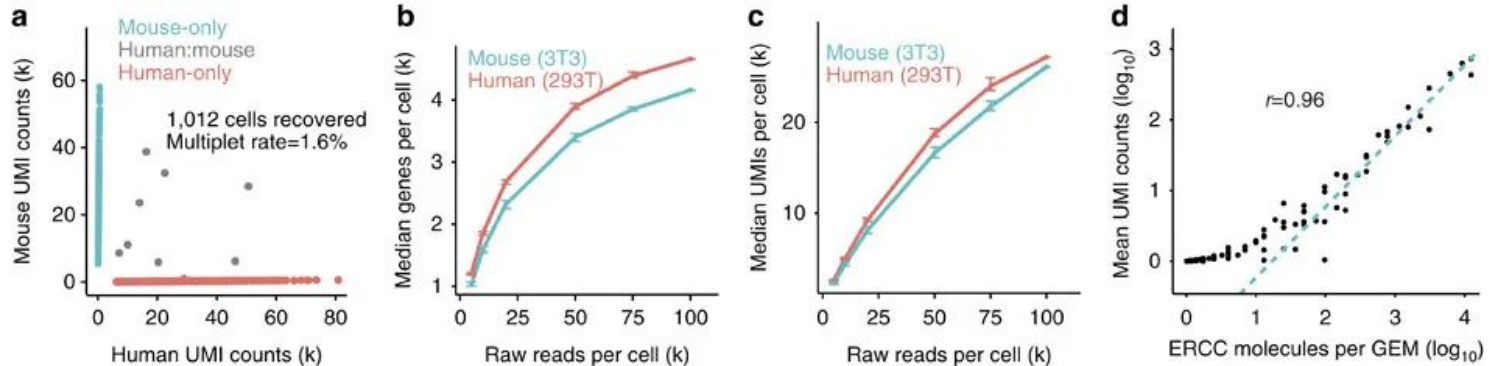 a
Mouse-only
Human:mouse
Human-only
1,012 cells recovered
Multiplet rate=1.6%
Mouse UMI counts (k)
60
40
20
0
0 20 40 60 80
Human UMI counts (k)
b
Mouse (3T3)
Human (293T)
Median genes per cell (k)
4
3
2
1
0 25 50 75 100
Raw reads per cell (k)
c
Mouse (3T3)
Human (293T)
Median UMIs per cell (k)
20
10
0 25 50 75 100
Raw reads per cell (k)
d
r=0.96
Mean UMI counts (log10)
3
2
1
0
0 1 2 3 4
ERCC molecules per GEM (log10)